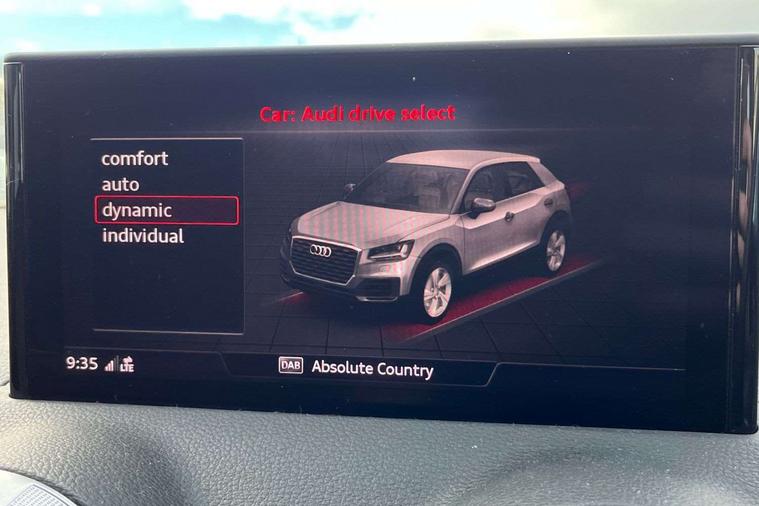 Car: Audi drive select
comfort
auto
dynamic
individual
9:35 LTE
DAB Absolute Country